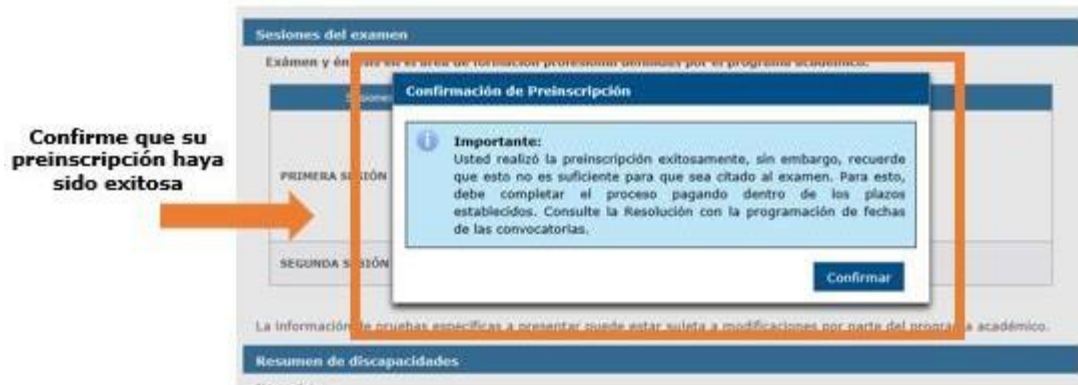 Sesiones del examen
Exámen y én en el área de formación profesional definidas por el programa académico.
Confirmación de Preinscripción
Importante:
Usted realizó la preinscripción exitosamente, sin embargo, recuerde
que esto no es suficiente para que sea citado al examen. Para esto,
debe completar el proceso pagando dentro de los plazos
establecidos. Consulte la Resolución con la programación de fechas
de las convocatorias.
Confirmar
Confirme que su
preinscripción haya
sido exitosa
PRIMERA SESIÓN
SEGUNDA SESIÓN
La información de pruebas específicas a presentar puede estar sujeta a modificaciones por parte del programa académico.
Resumen de discapacidades